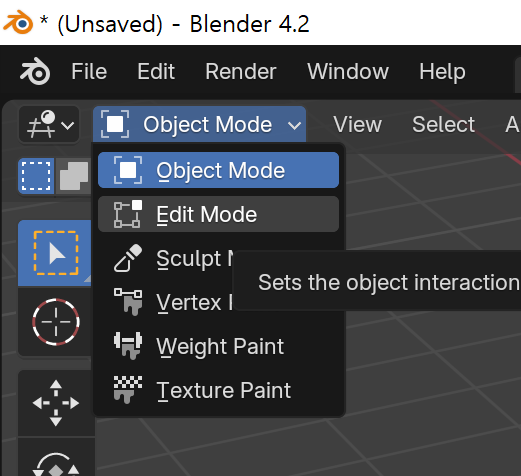 * (Unsaved) - Blender 4.2
File Edit Render Window Help
Object Mode View Select A
Object Mode
Edit Mode
Sculpt
Sets the object interaction
Vertex
Weight Paint
Texture Paint